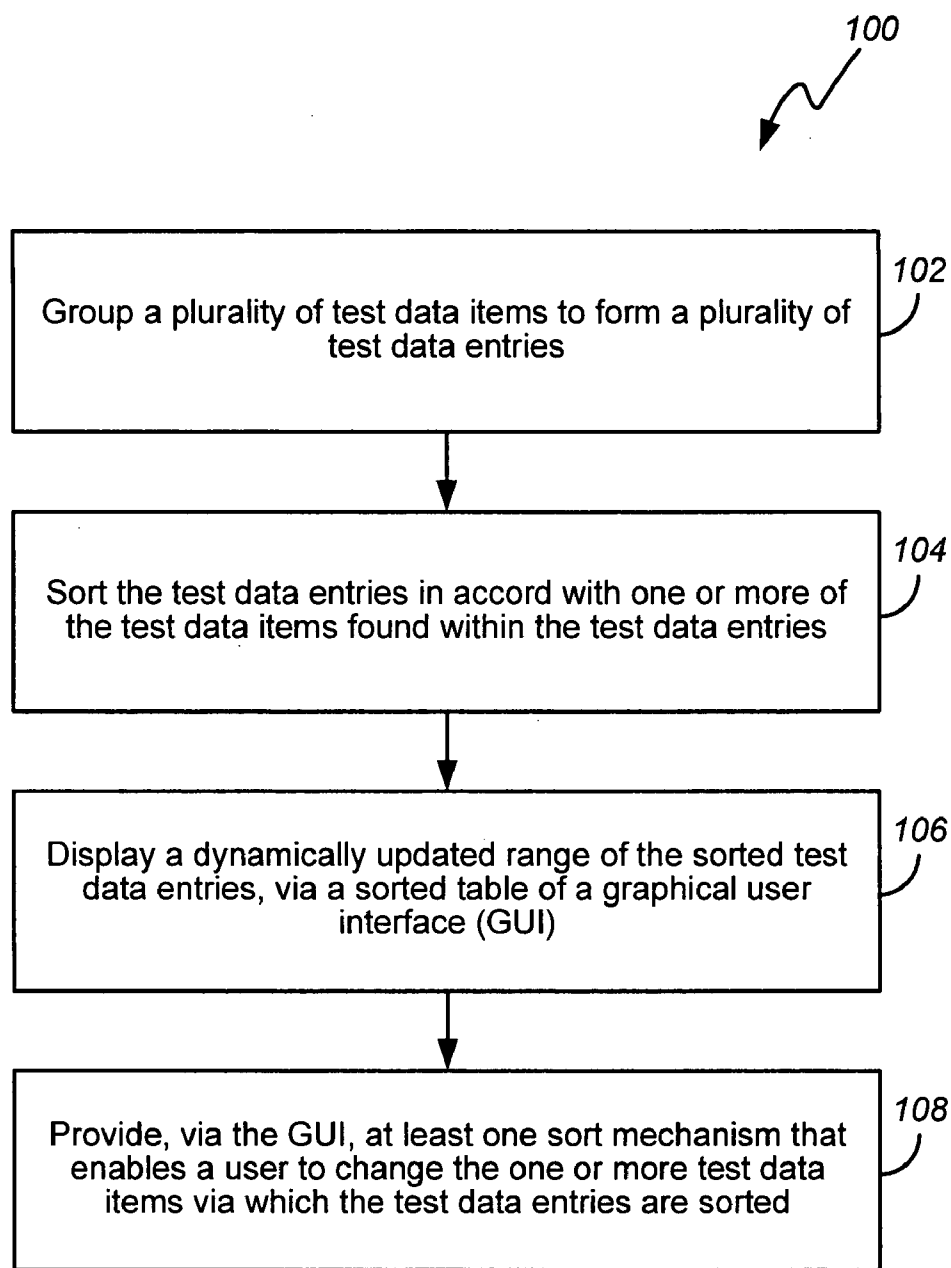 100
102
Group a plurality of test data items to form a plurality of
test data entries
104
Sort the test data entries in accord with one or more of
the test data items found within the test data entries
106
Display a dynamically updated range of the sorted test
data entries, via a sorted table of a graphical user
interface (GUI)
108
Provide, via the GUI, at least one sort mechanism that
enables a user to change the one or more test data
items via which the test data entries are sorted